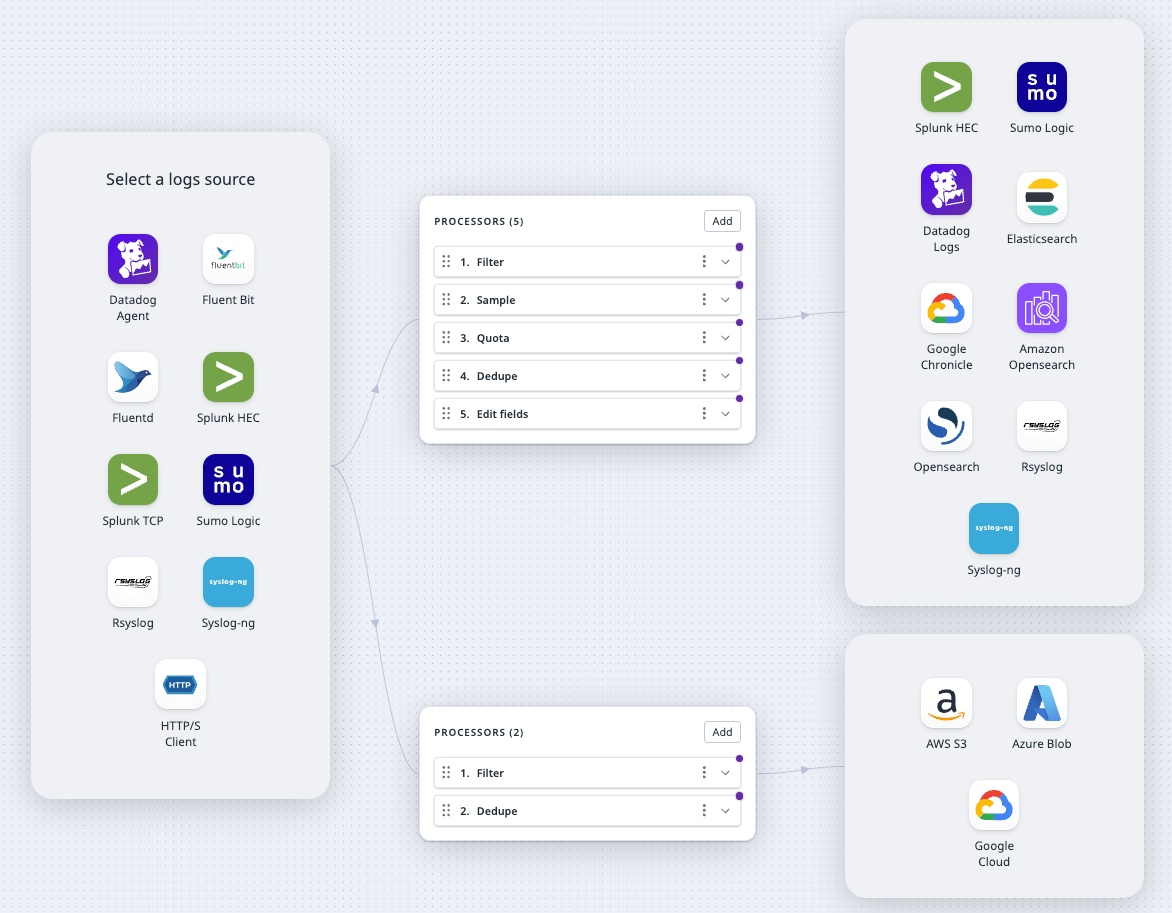 Select a logs source
Datadog
Agent
Fluent Bit
fluentbit
Fluentd
Splunk HEC
Splunk TCP
su
mo
Sumo Logic
RSYSLOG
Rsyslog
syslog-ng
Syslog-ng
HTTP
HTTP/S
Client
PROCESSORS (5)
Add
1. Filter
2. Sample
3. Quota
4. Dedupe
5. Edit fields
PROCESSORS (2)
Add
1. Filter
2. Dedupe
Splunk HEC
su
mo
Sumo Logic
Datadog
Logs
Elasticsearch
Google
Chronicle
Amazon
Opensearch
Opensearch
RSYSLOG
Rsyslog
syslog-ng
Syslog-ng
a
AWS S3
Azure Blob
Google
Cloud